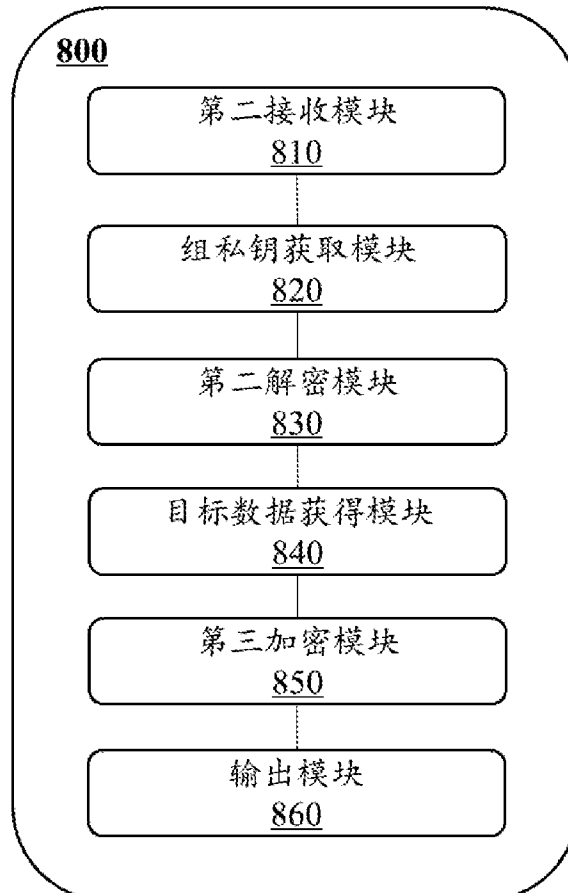 800
第二接收模块
810
组私钥获取模块
820
第二解密模块
830
目标数据获得模块
840
第三加密模块
850
输出模块
860